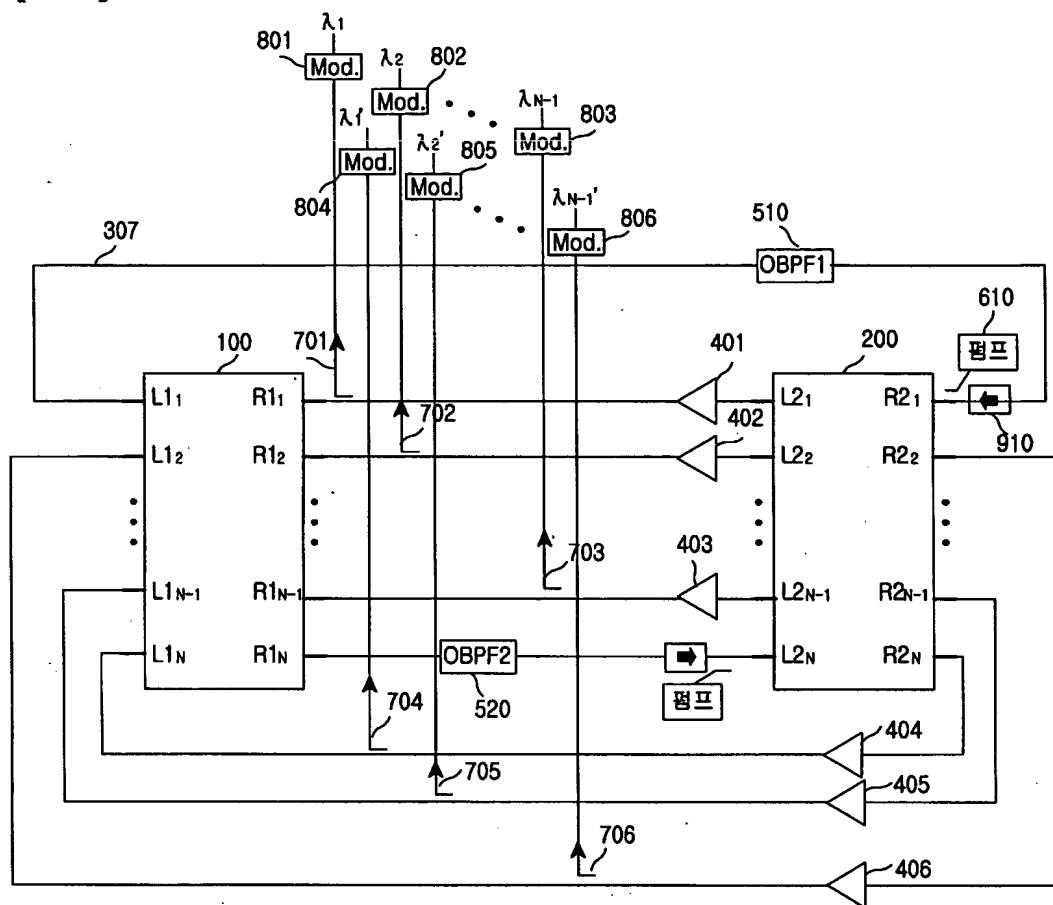 λ1
801
Mod.
λ2
802
Mod.
λN-1
803
Mod.
λ1'
804
Mod.
λ2'
805
Mod.
λN-1'
806
Mod.
307
510
OBPF1
610
펌프
701
100
401
200
L11
R11
L21
R21
702
402
910
L12
R12
L22
R22
703
403
L1N-1
R1N-1
L2N-1
R2N-1
L1N
R1N
OBPF2
L2N
R2N
520
펌프
704
404
705
405
706
406